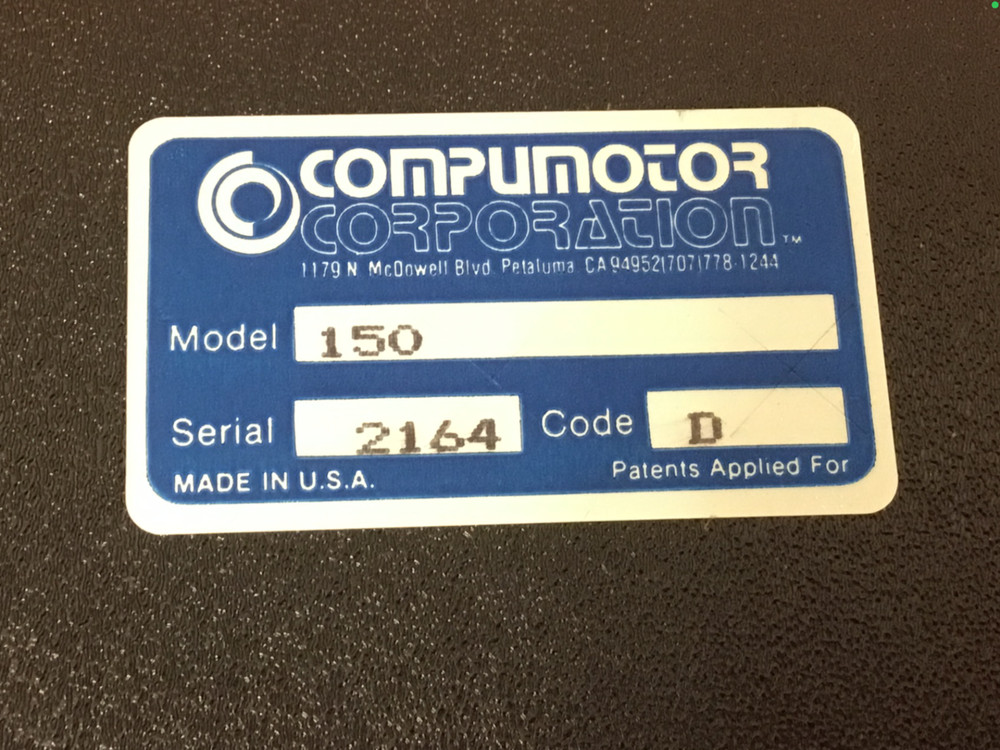 COMPUMOTOR
CORPORATION™
1179 N McDowell Blvd. Petaluma, CA 94952 (707) 778-1244
Model 150
Serial 2164 Code D
MADE IN U.S.A. Patents Applied For